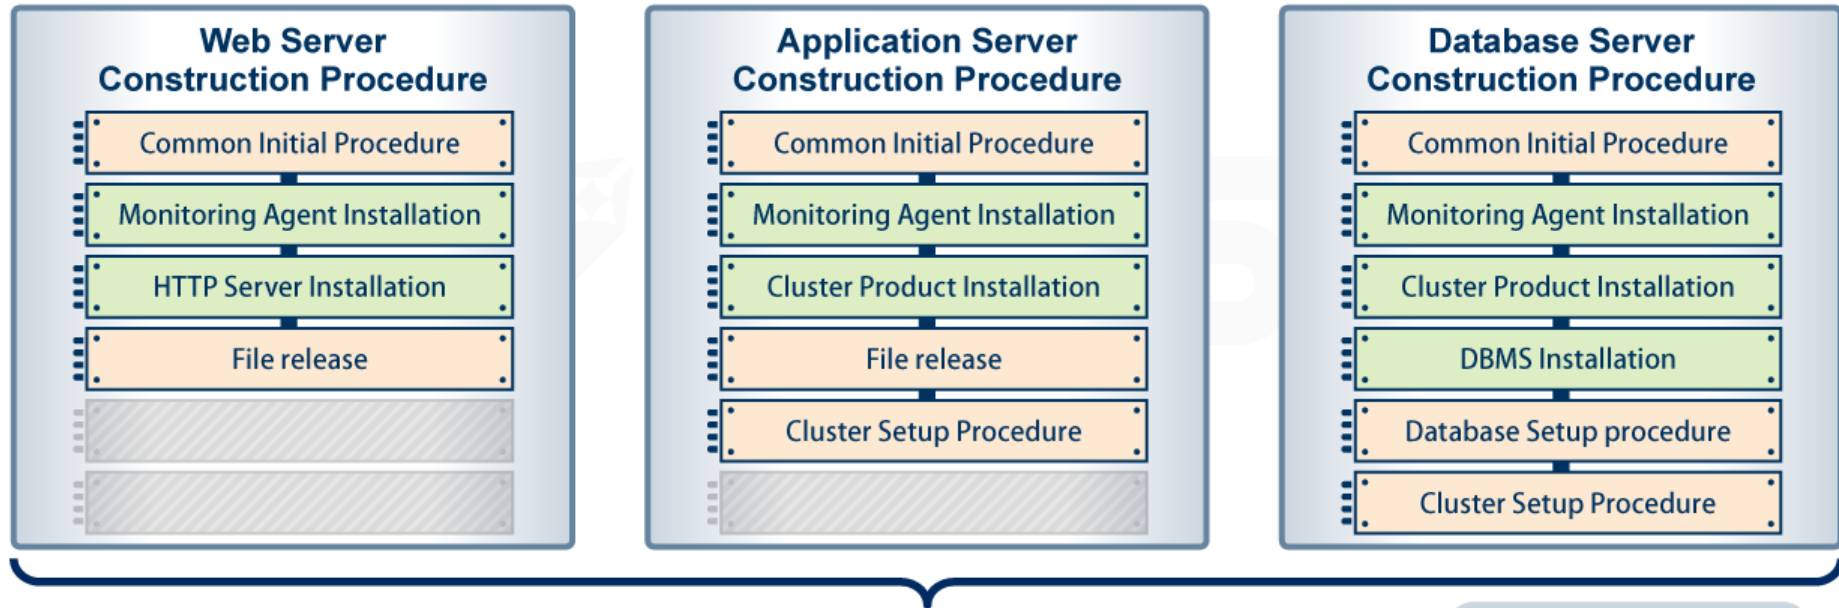 Web Server
Construction Procedure
Common Initial Procedure
Monitoring Agent Installation
HTTP Server Installation
File release
Application Server
Construction Procedure
Common Initial Procedure
Monitoring Agent Installation
Cluster Product Installation
File release
Cluster Setup Procedure
Database Server
Construction Procedure
Common Initial Procedure
Monitoring Agent Installation
Cluster Product Installation
DBMS Installation
Database Setup procedure
Cluster Setup Procedure